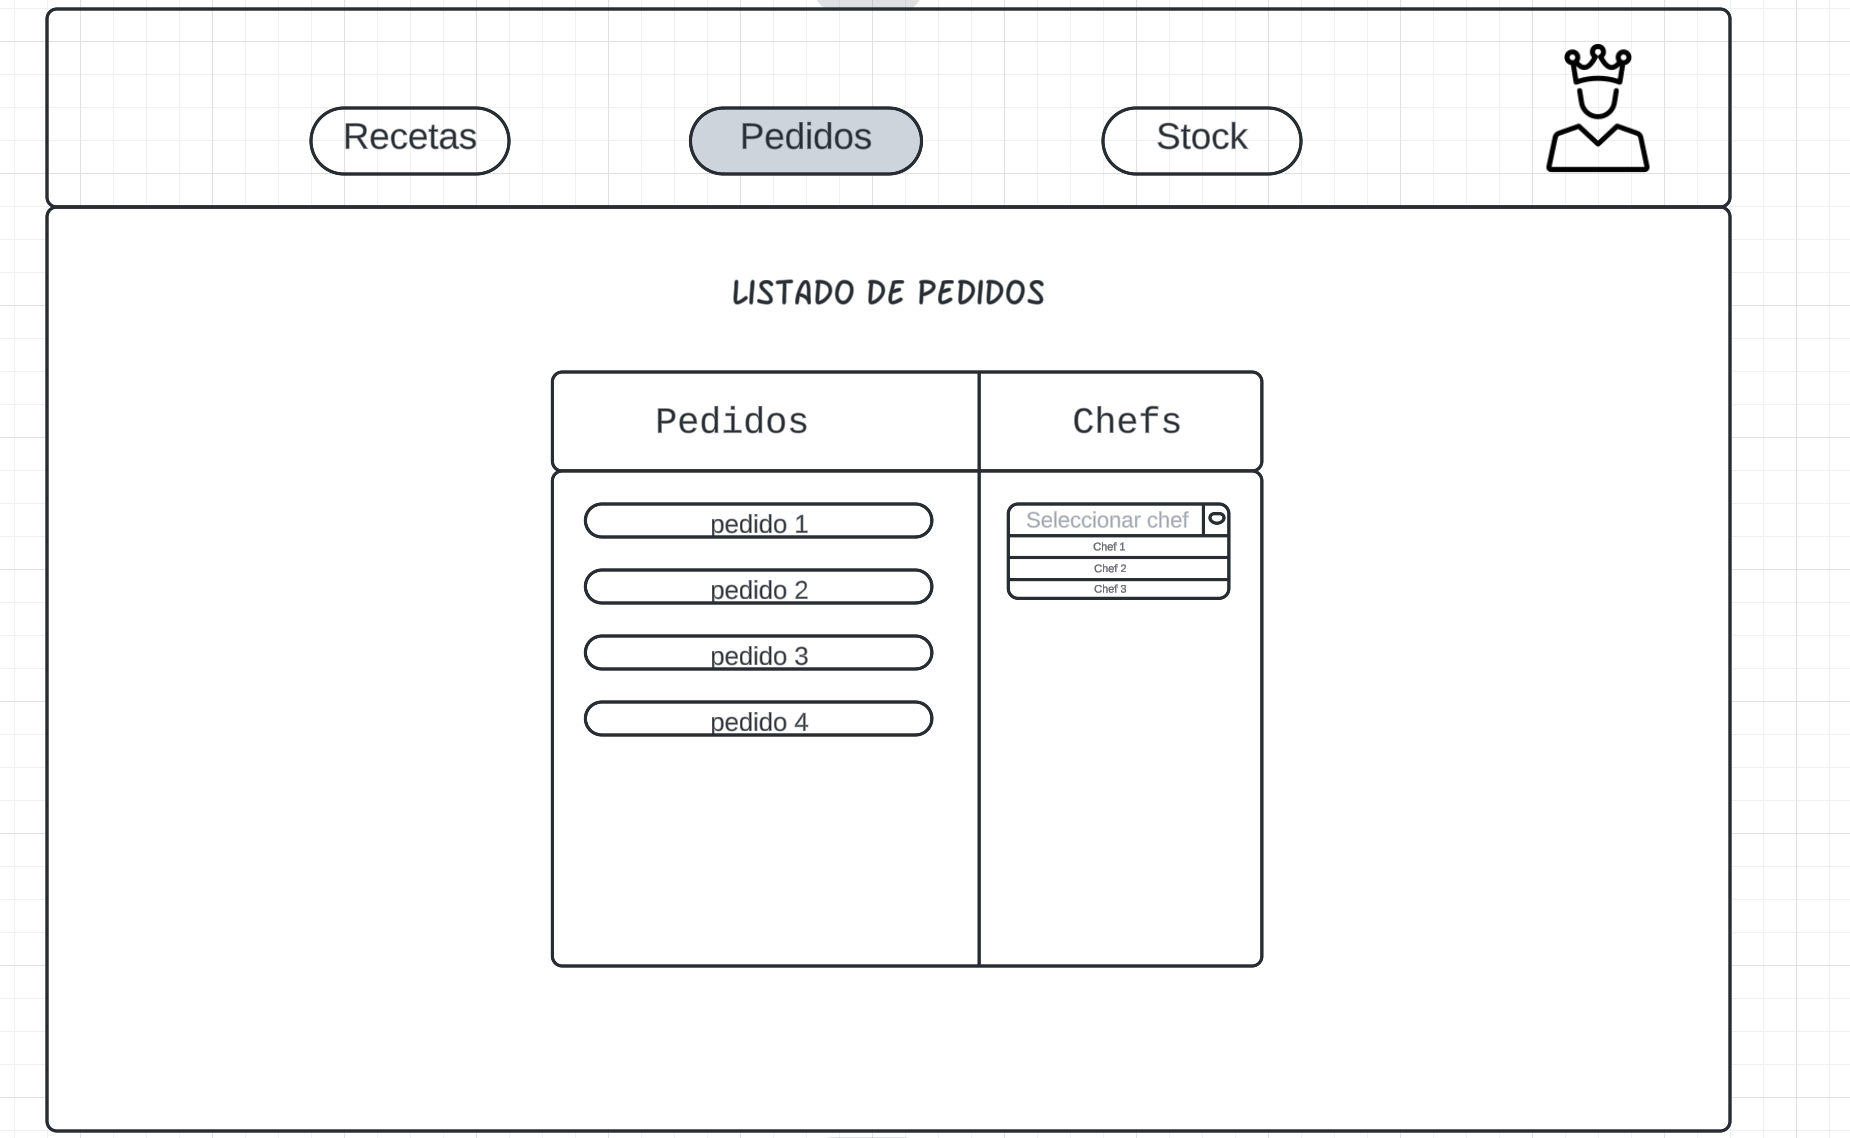 Recetas
Pedidos
Stock
LISTADO DE PEDIDOS
Pedidos
Chefs
pedido 1
pedido 2
pedido 3
pedido 4
Seleccionar chef
Chef 1
Chef 2
Chef 3